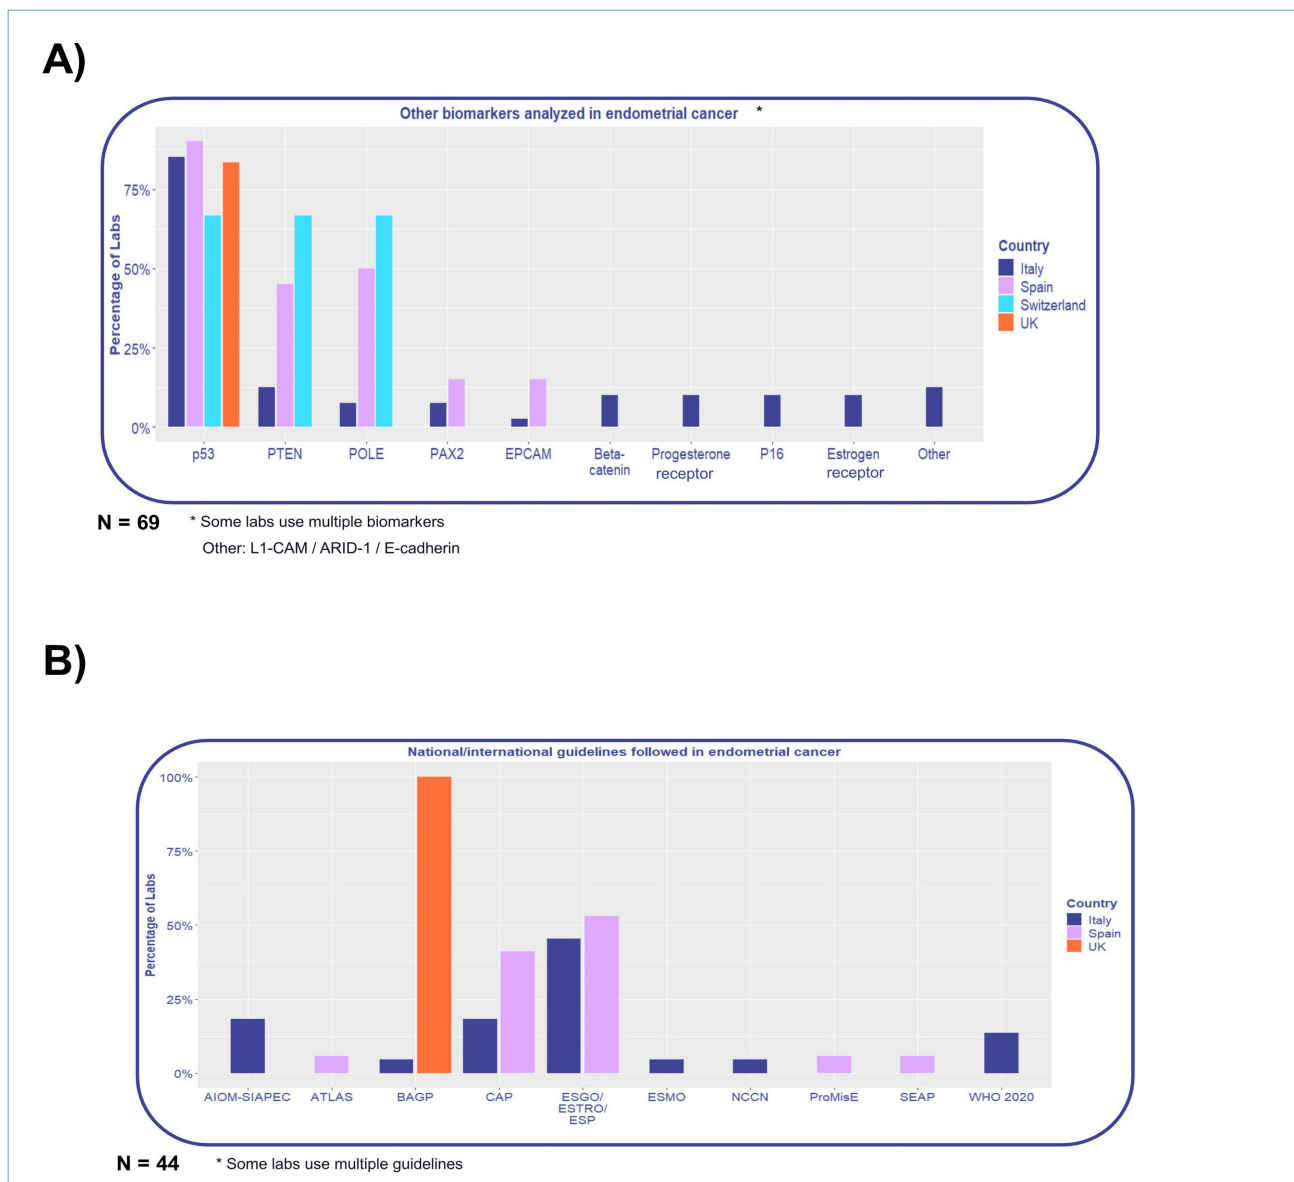 A)
Other biomarkers analyzed in endometrial cancer *
Percentage of Labs
75%
50%
25%
0%
p53 PTEN POLE PAX2 EPCAM Beta-catenin Progesterone receptor P16 Estrogen receptor Other
Country
Italy
Spain
Switzerland
UK
N = 69 * Some labs use multiple biomarkers
Other: L1-CAM / ARID-1 / E-cadherin
B)
National/international guidelines followed in endometrial cancer
Percentage of Labs
100%
75%
50%
25%
0%
AIOM-SIAPEC ATLAS BAGP CAP ESGO/ESTRO/ESP ESMO NCCN ProMisE SEAP WHO 2020
Country
Italy
Spain
UK
N = 44 * Some labs use multiple guidelines